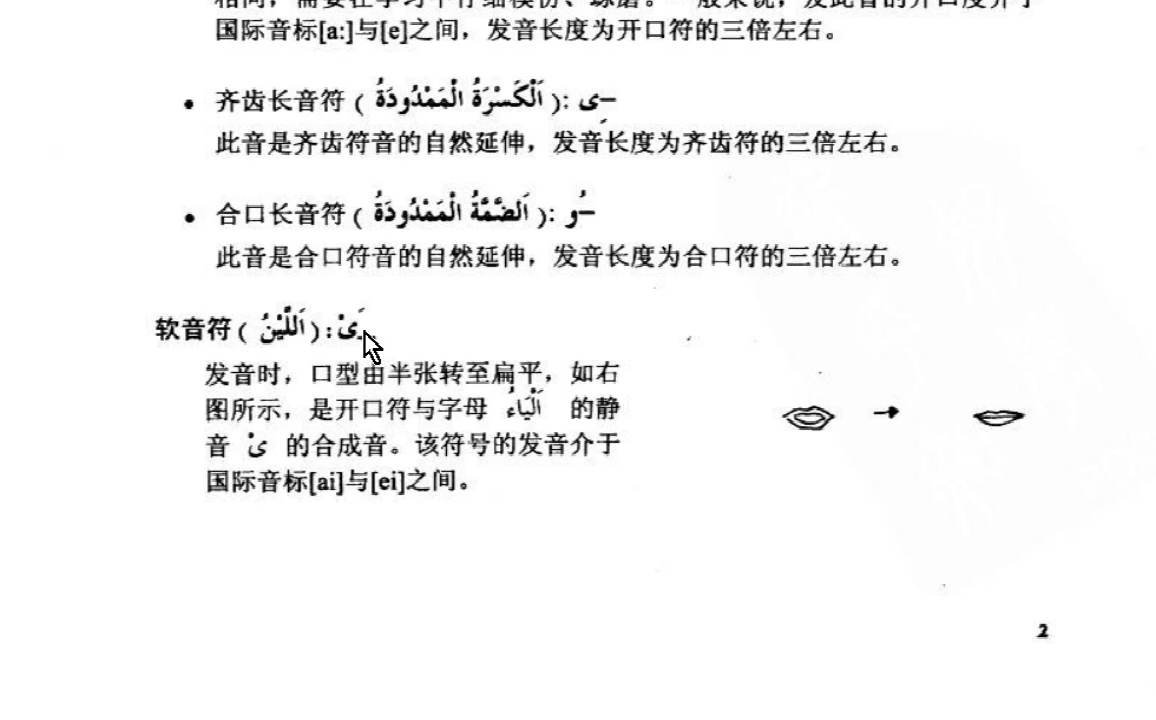 国际音标[a:]与[e]之间，发音长度为开口符的三倍左右。
• 齐齿长音符 ( اَلْكَسْرَةُ الْمَمْدُودَةُ ): ـِى
此音是齐齿符音的自然延伸，发音长度为齐齿符的三倍左右。
• 合口长音符 ( اَلضَّمَّةُ الْمَمْدُودَةُ ): ـُو
此音是合口符音的自然延伸，发音长度为合口符的三倍左右。
软音符 ( اَللَّيْنُ ): ـَىْ
发音时，口型由半张转至扁平，如右
图所示，是开口符与字母 اَلْيَاءُ 的静
音 ىْ 的合成音。该符号的发音介于
国际音标[ai]与[ei]之间。
2